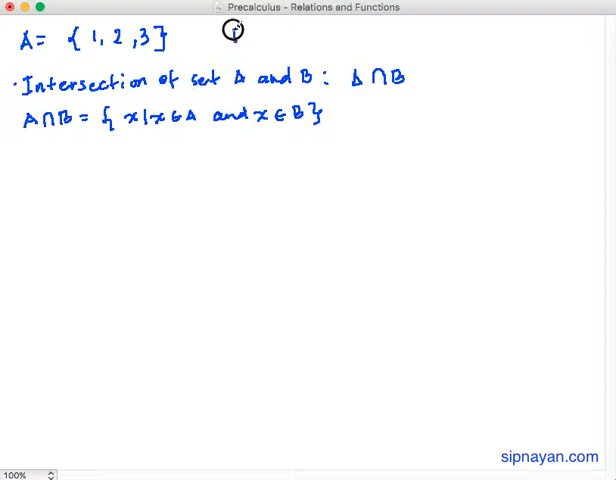 Precalculus - Relations and Functions
A = { 1, 2, 3 }
· Intersection of set A and B : A ∩ B
A ∩ B = { x | x ∈ A and x ∈ B }
sipnayan.com
100%